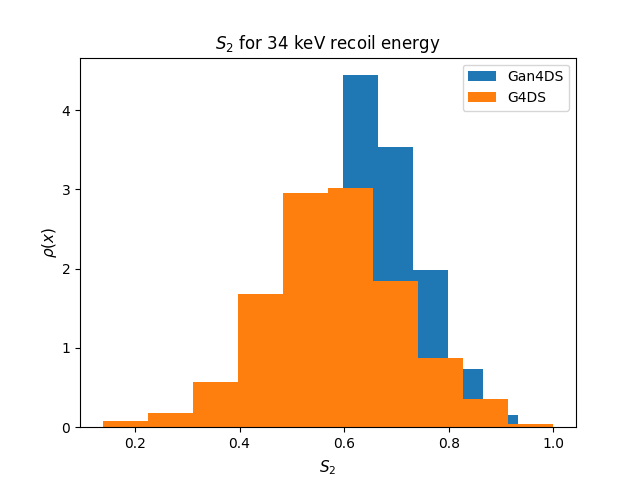 S₂ for 34 keV recoil energy
Gan4DS
G4DS
ρ(x)
4
3
2
1
0
0.2 0.4 0.6 0.8 1.0
S₂